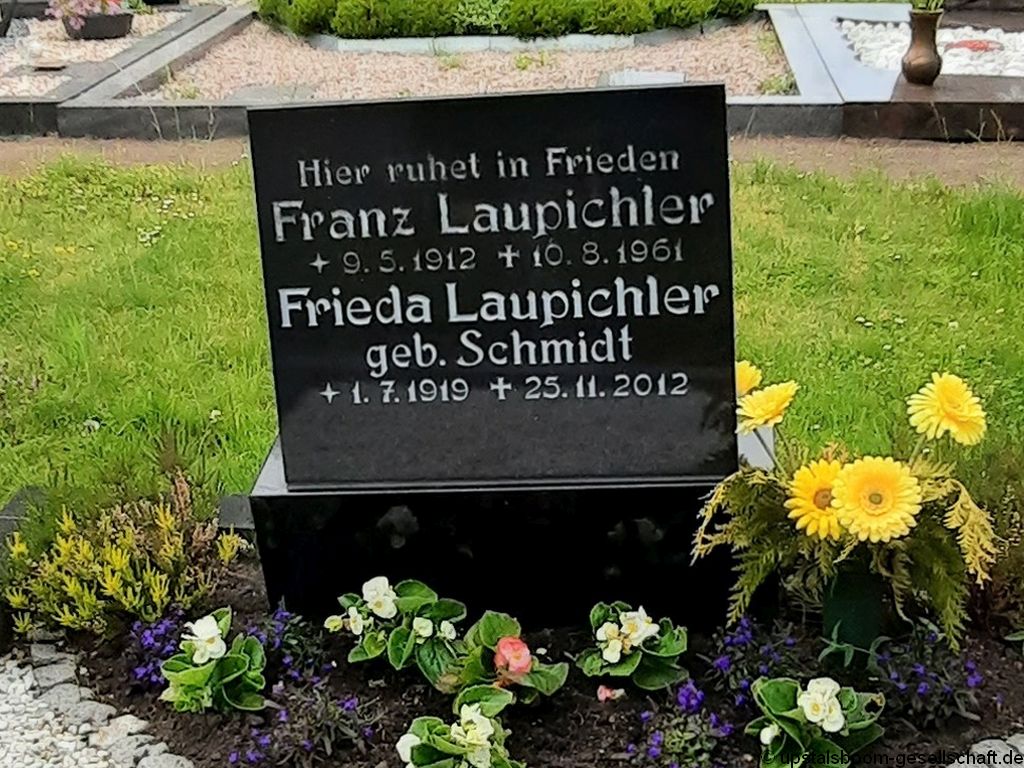 Hier ruhet in Frieden
Franz Laupichler
+ 9.5.1912 ✝ 10.8.1961
Frieda Laupichler
geb. Schmidt
+ 1.7.1919 ✝ 25.11.2012
© upstalsboom-gesellschaft.de